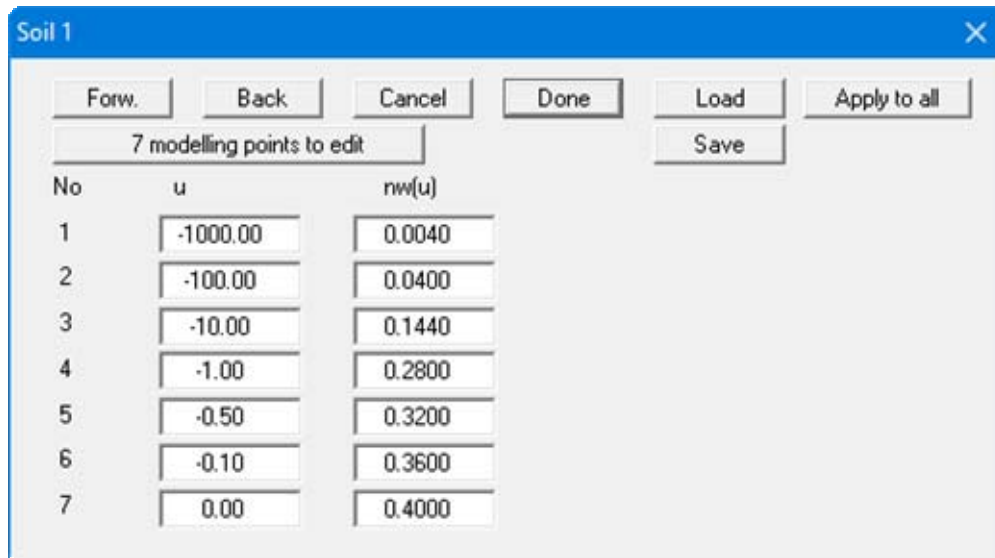 Soil 1
Forw. Back Cancel Done Load Apply to all
7 modelling points to edit Save
No u nw(u)
1 -1000.00 0.0040
2 -100.00 0.0400
3 -10.00 0.1440
4 -1.00 0.2800
5 -0.50 0.3200
6 -0.10 0.3600
7 0.00 0.4000